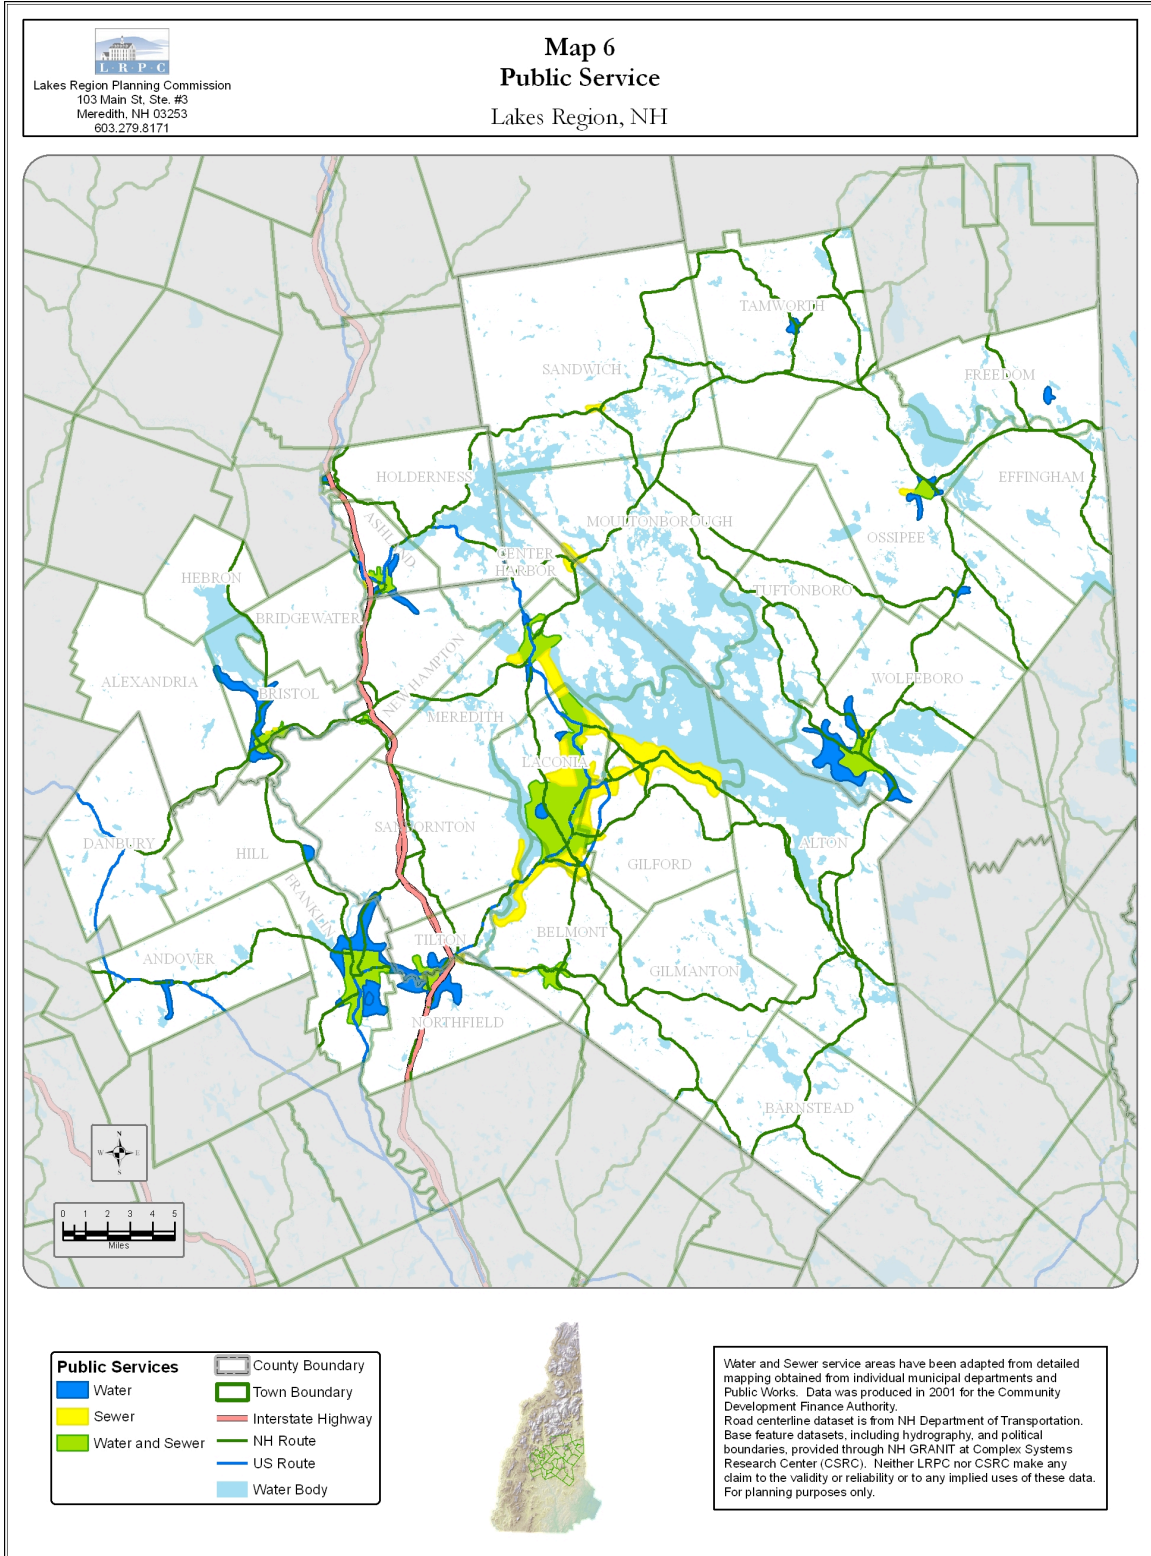 L·R·P·C
Lakes Region Planning Commission
103 Main St, Ste. #3
Meredith, NH 03253
603.279.8171
Map 6
Public Service
Lakes Region, NH
TAMWORTH
SANDWICH
FREEDOM
HOLDERNESS
EFFINGHAM
ASHLAND
MOULTONBOROUGH
OSSIPEE
CENTER
HARBOR
HEBRON
TUFTONBORO
BRIDGEWATER
NEW HAMPTON
ALEXANDRIA
BRISTOL
WOLFEBORO
MEREDITH
LACONIA
SANBORNTON
DANBURY
HILL
GILFORD
ALTON
FRANKLIN
TILTON
BELMONT
ANDOVER
GILMANTON
NORTHFIELD
BARNSTEAD
N
W E
S
0 1 2 3 4 5
Miles
Public Services
Water
Sewer
Water and Sewer
County Boundary
Town Boundary
Interstate Highway
NH Route
US Route
Water Body
Water and Sewer service areas have been adapted from detailed
mapping obtained from individual municipal departments and
Public Works. Data was produced in 2001 for the Community
Development Finance Authority.
Road centerline dataset is from NH Department of Transportation.
Base feature datasets, including hydrography, and political
boundaries, provided through NH GRANIT at Complex Systems
Research Center (CSRC). Neither LRPC nor CSRC make any
claim to the validity or reliability or to any implied uses of these data.
For planning purposes only.